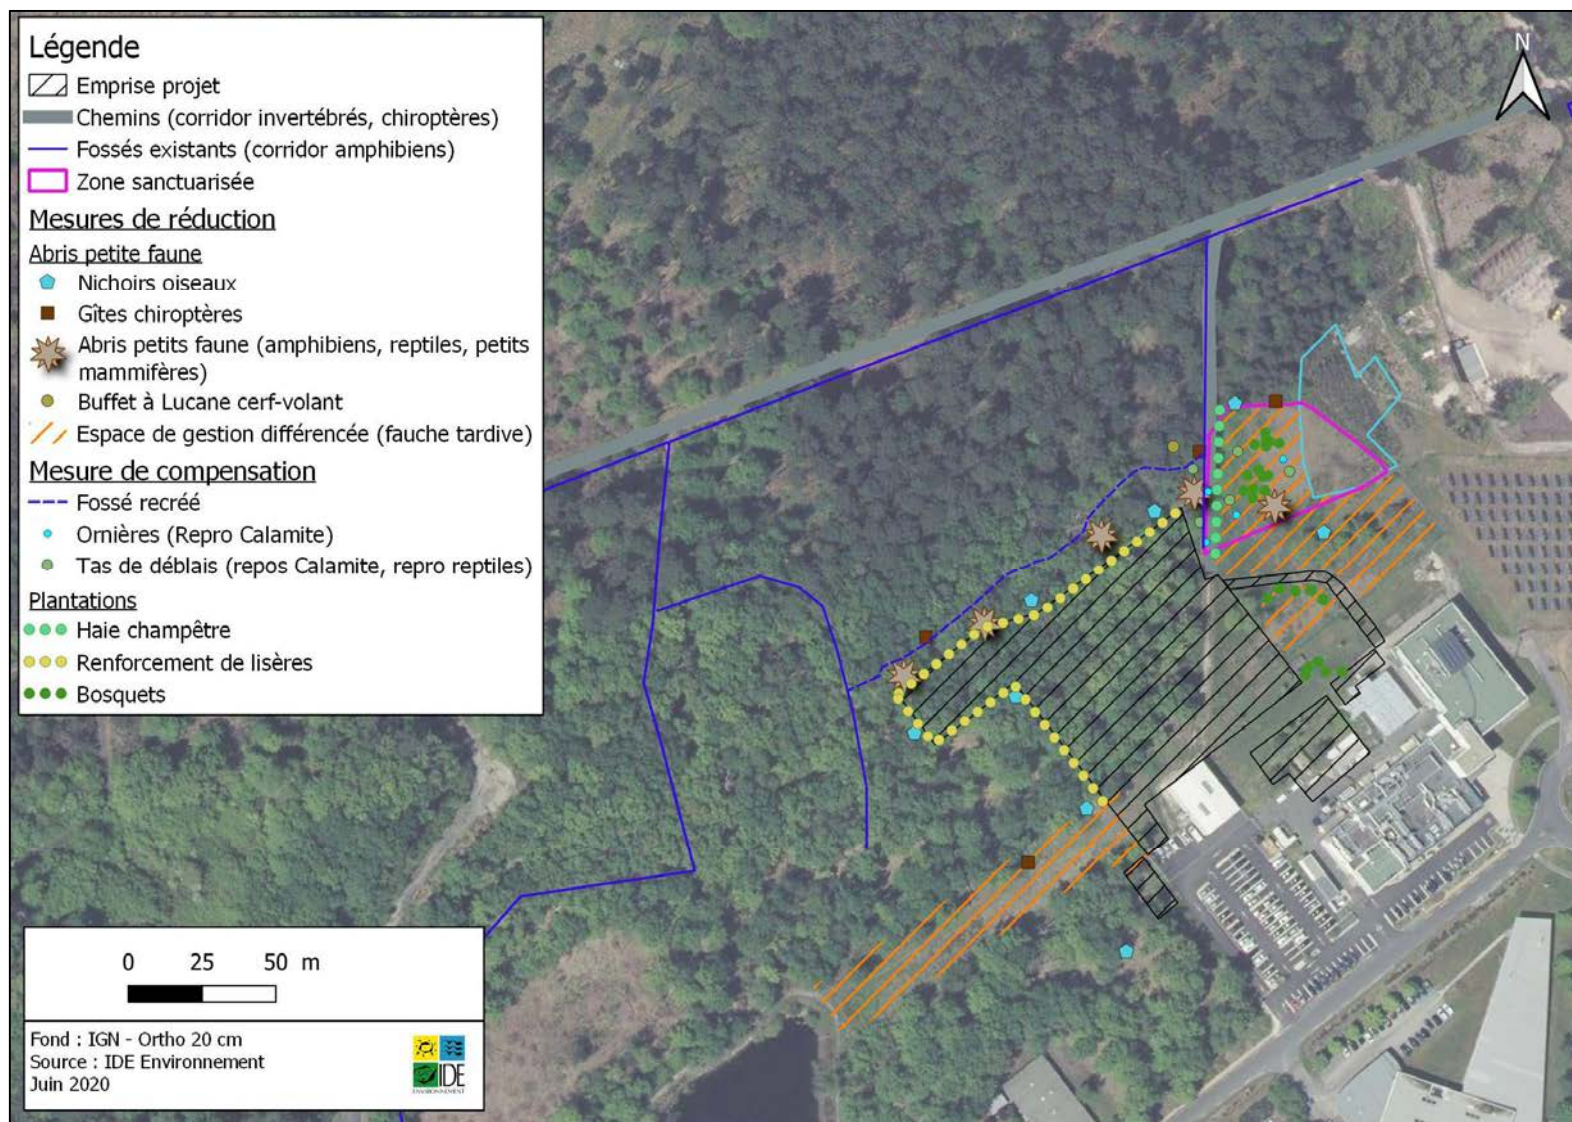 Légende
Emprise projet
Chemins (corridor invertébrés, chiroptères)
Fossés existants (corridor amphibiens)
Zone sanctuarisée
Mesures de réduction
Abris petite faune
Nichoirs oiseaux
Gîtes chiroptères
Abris petits faune (amphibiens, reptiles, petits
mammifères)
Buffet à Lucane cerf-volant
Espace de gestion différencée (fauche tardive)
Mesure de compensation
Fossé recréé
Ornières (Repro Calamite)
Tas de déblais (repos Calamite, repro reptiles)
Plantations
Haie champêtre
Renforcement de lisères
Bosquets
N
0 25 50 m
Fond : IGN - Ortho 20 cm
Source : IDE Environnement
Juin 2020
IDE
ENVIRONNEMENT